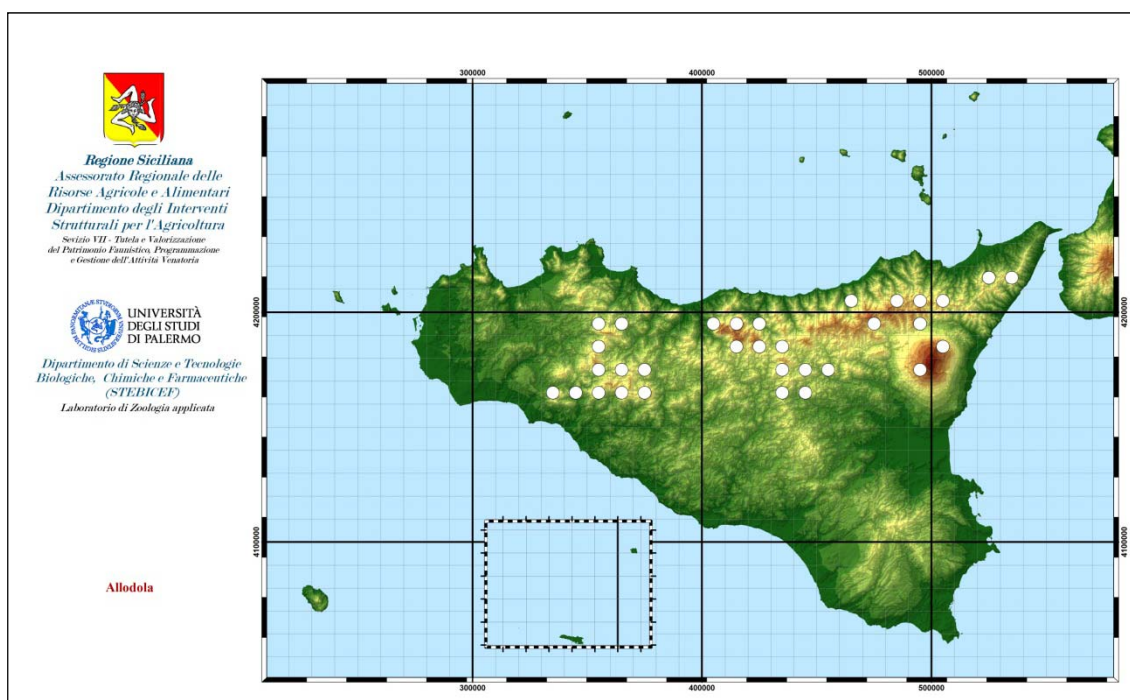 Regione Siciliana
Assessorato Regionale delle
Risorse Agricole e Alimentari
Dipartimento degli Interventi
Strutturali per l'Agricoltura
Sevizio VII - Tutela e Valorizzazione
del Patrimonio Faunistico, Programmazione
e Gestione dell'Attività Venatoria
UNIVERSITÀ
DEGLI STUDI
DI PALERMO
Dipartimento di Scienze e Tecnologie
Biologiche, Chimiche e Farmaceutiche
(STEBICEF)
Laboratorio di Zoologia applicata
Allodola
300000
400000
500000
4200000
4200000
4100000
4100000
300000
400000
500000